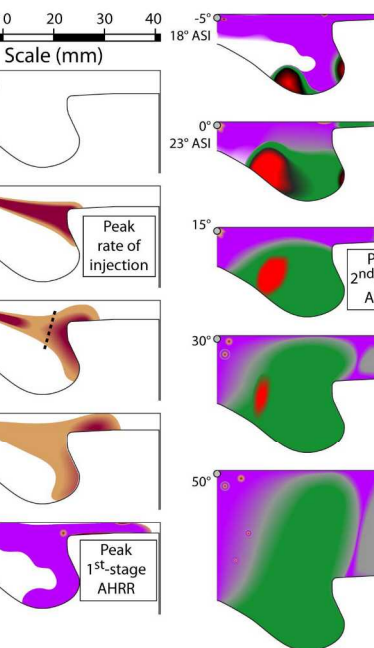 0 20 40
Scale (mm)
Peak
rate of
injection
Peak
1st-stage
AHRR
-5°
18° ASI
0°
23° ASI
15°
2nd
30°
50°